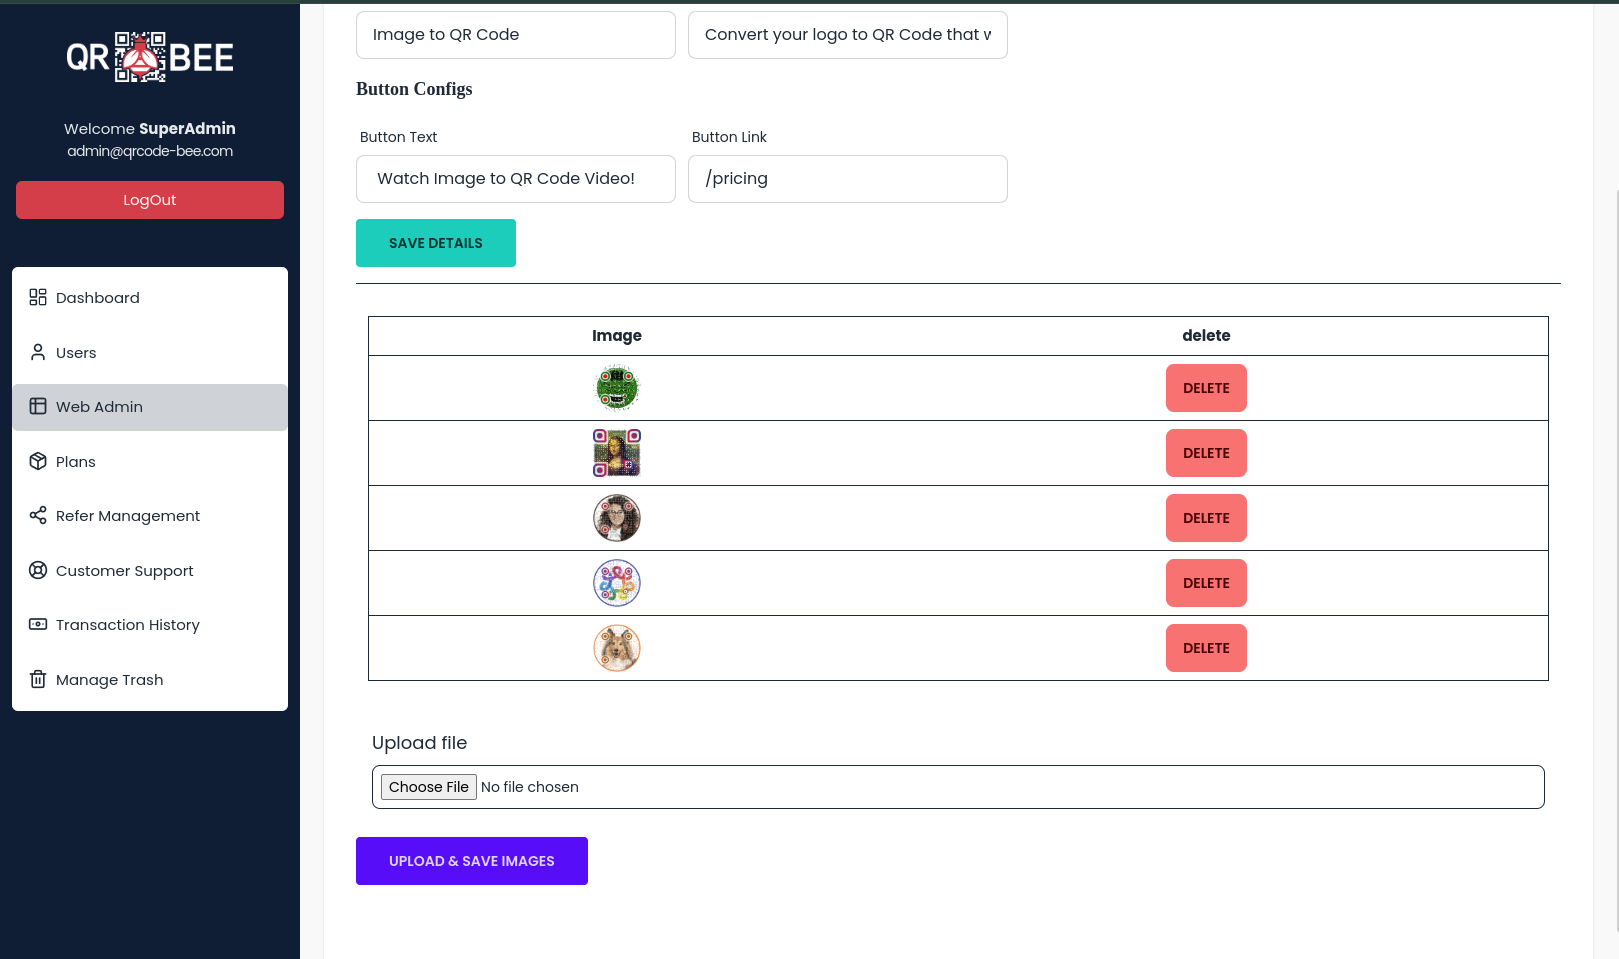 QR BEE
Welcome SuperAdmin
admin@qrcode-bee.com
LogOut
Dashboard
Users
Web Admin
Plans
Refer Management
Customer Support
Transaction History
Manage Trash
Image to QR Code
Convert your logo to QR Code that w
Button Configs
Button Text
Button Link
Watch Image to QR Code Video!
/pricing
SAVE DETAILS
Image
delete
DELETE
DELETE
DELETE
DELETE
DELETE
Upload file
Choose File No file chosen
UPLOAD & SAVE IMAGES